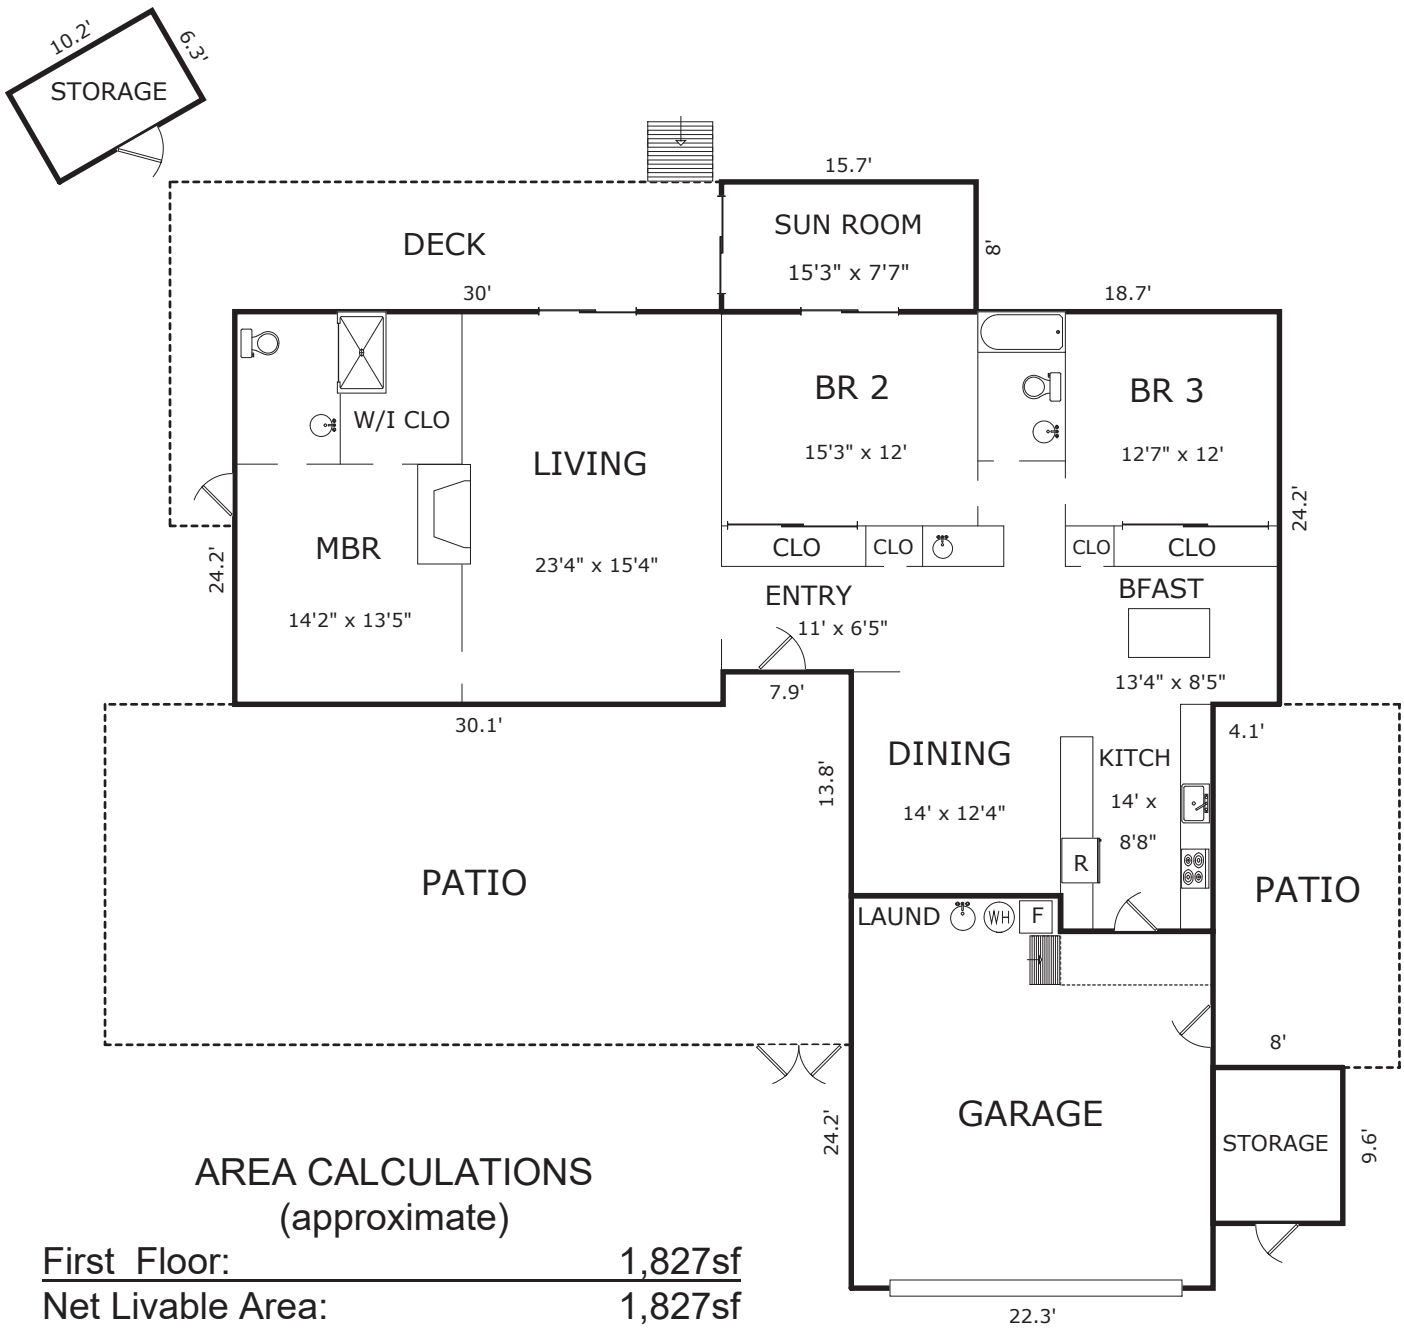 10.2'
6.3'
STORAGE
15.7'
SUN ROOM
15'3" x 7'7"
8'
DECK
30'
18.7'
W/I CLO
BR 2
15'3" x 12'
BR 3
12'7" x 12'
LIVING
23'4" x 15'4"
24.2'
MBR
14'2" x 13'5"
24.2'
CLO
CLO
CLO
CLO
ENTRY
11' x 6'5"
BFAST
13'4" x 8'5"
7.9'
30.1'
4.1'
13.8'
DINING
14' x 12'4"
KITCH
14' x
8'8"
R
PATIO
PATIO
LAUND
WH
F
8'
GARAGE
24.2'
STORAGE
9.6'
22.3'
AREA CALCULATIONS
(approximate)
First Floor: 1,827sf
Net Livable Area: 1,827sf